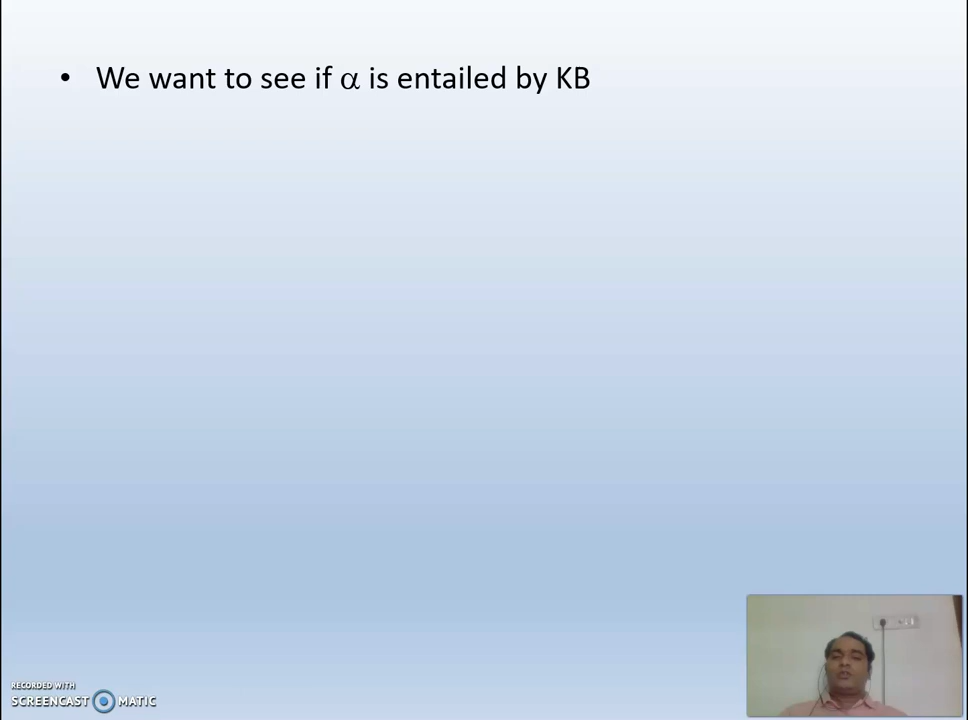 • We want to see if α is entailed by KB
RECORDED WITH
SCREENCAST MATIC